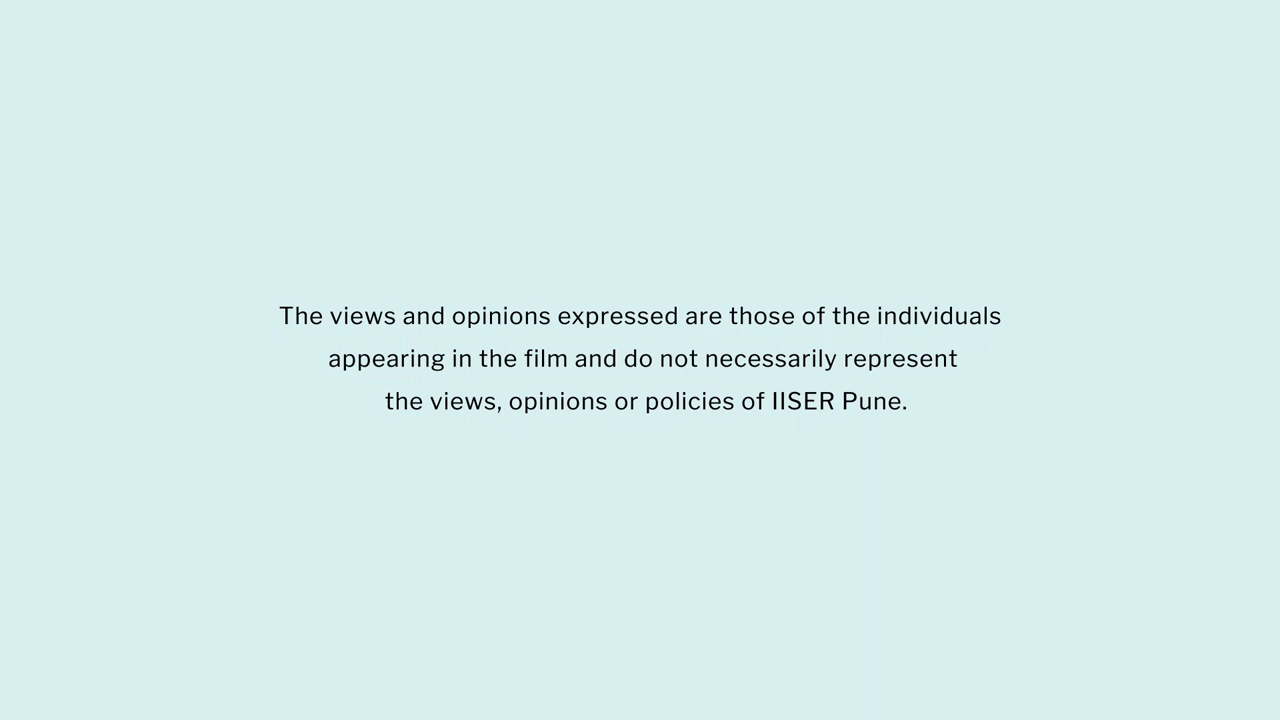 The views and opinions expressed are those of the individuals
appearing in the film and do not necessarily represent
the views, opinions or policies of IISER Pune.